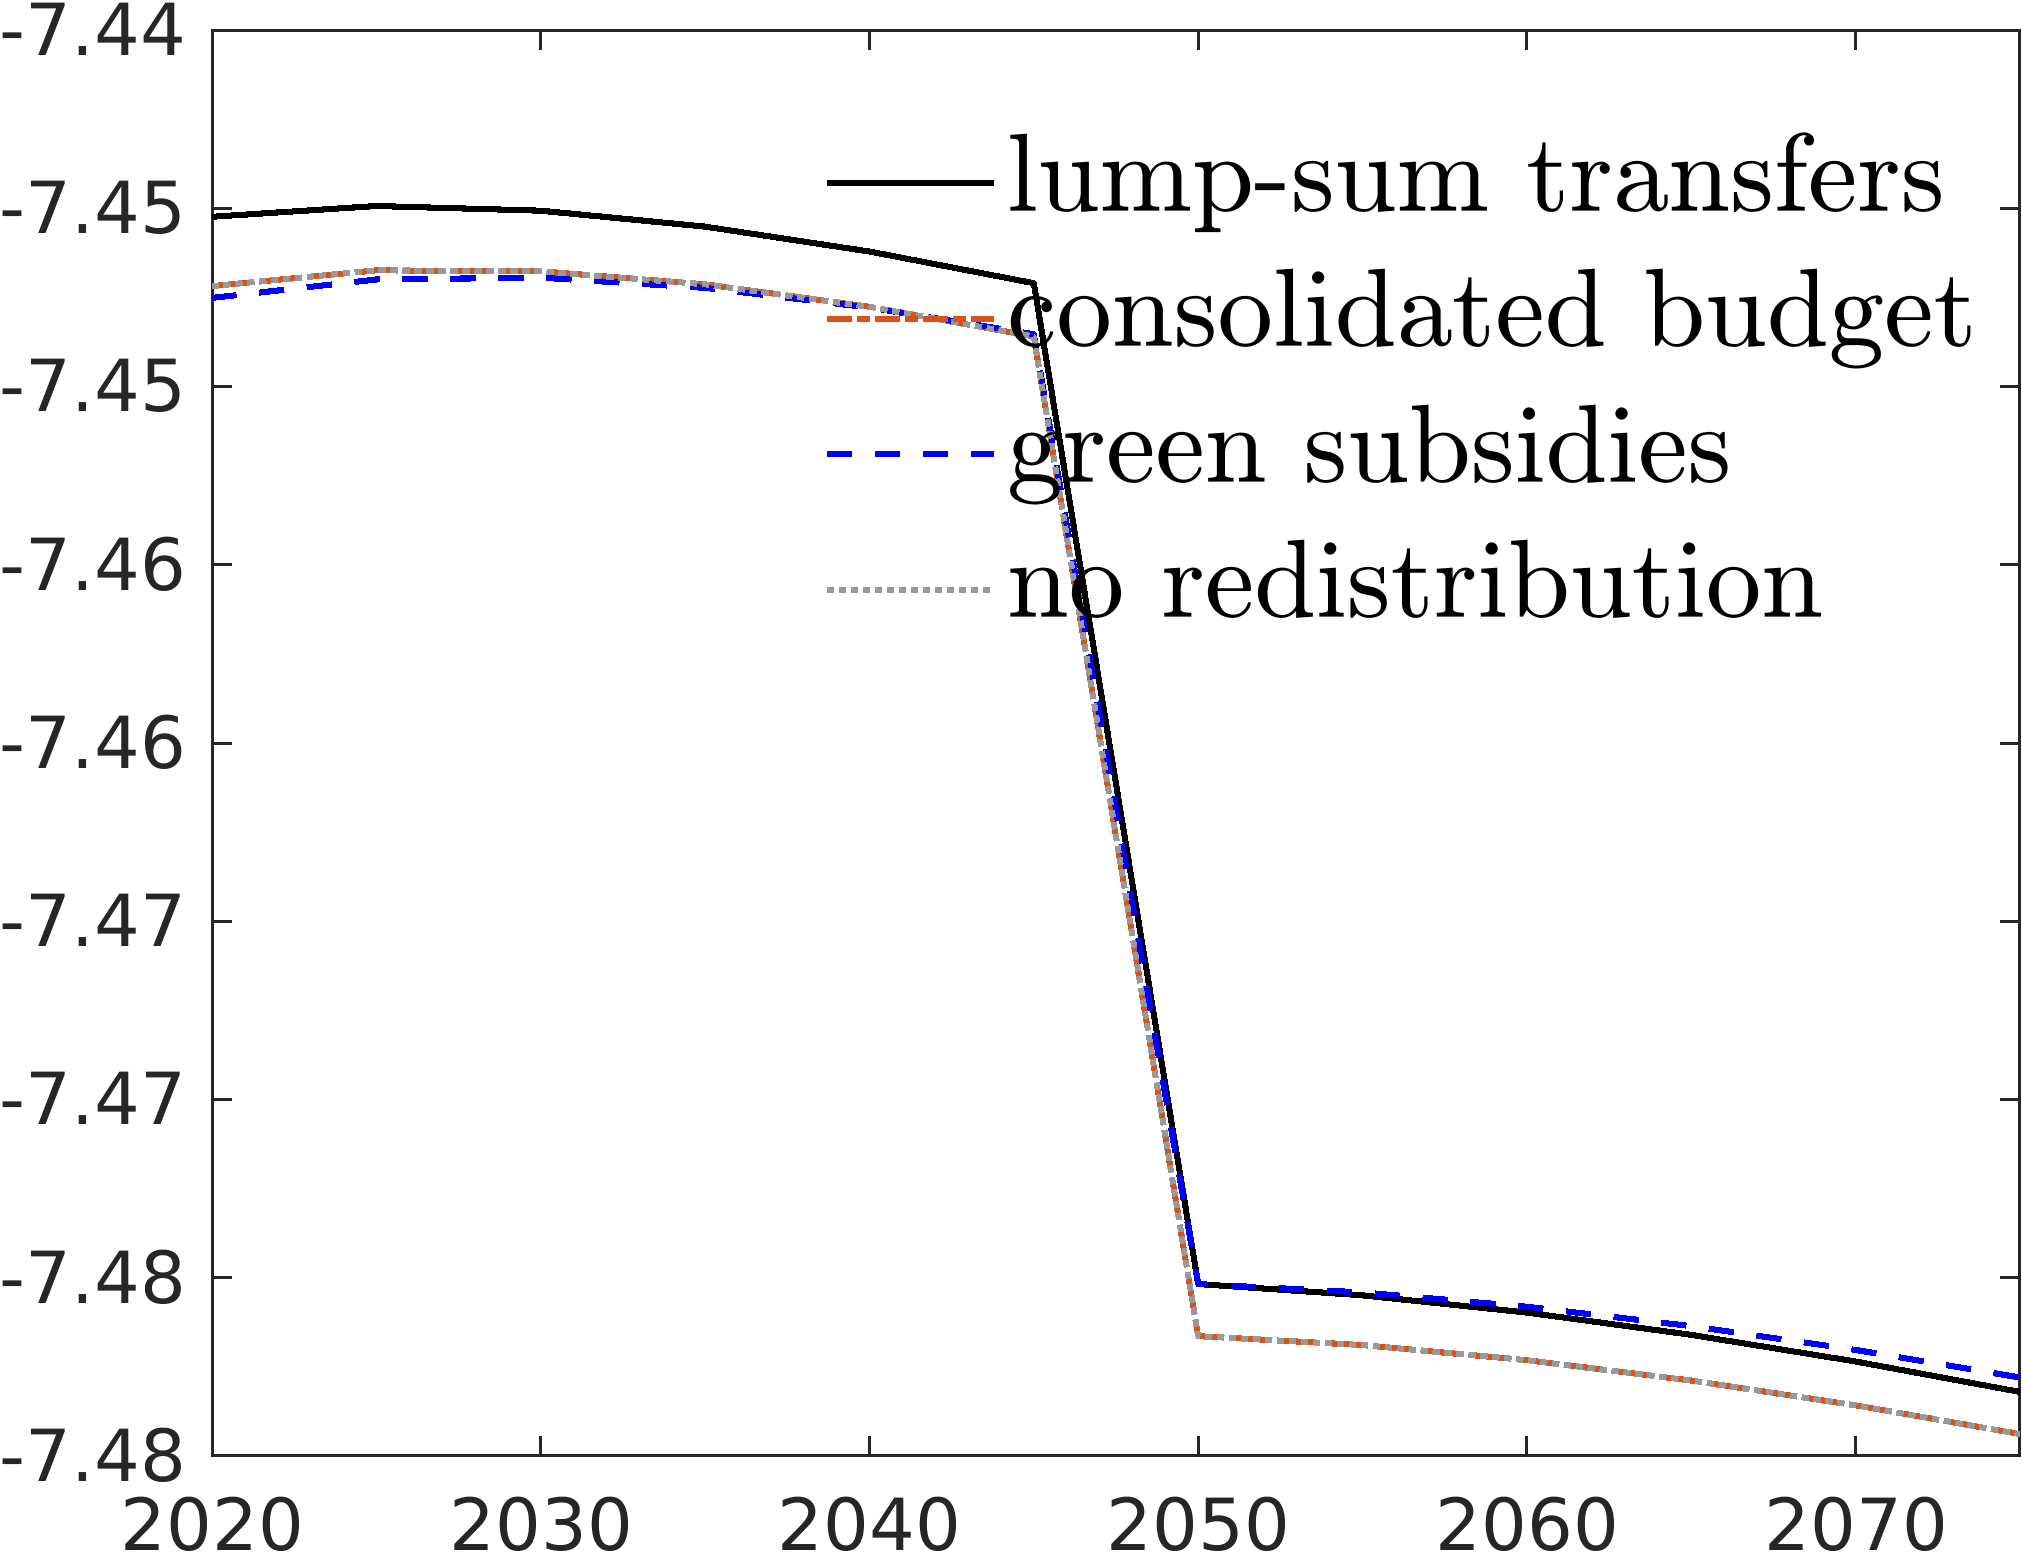 -7.44
-7.45
-7.45
-7.46
-7.46
-7.47
-7.47
-7.48
-7.48
lump-sum transfers
consolidated budget
green subsidies
no redistribution
2020 2030 2040 2050 2060 2070